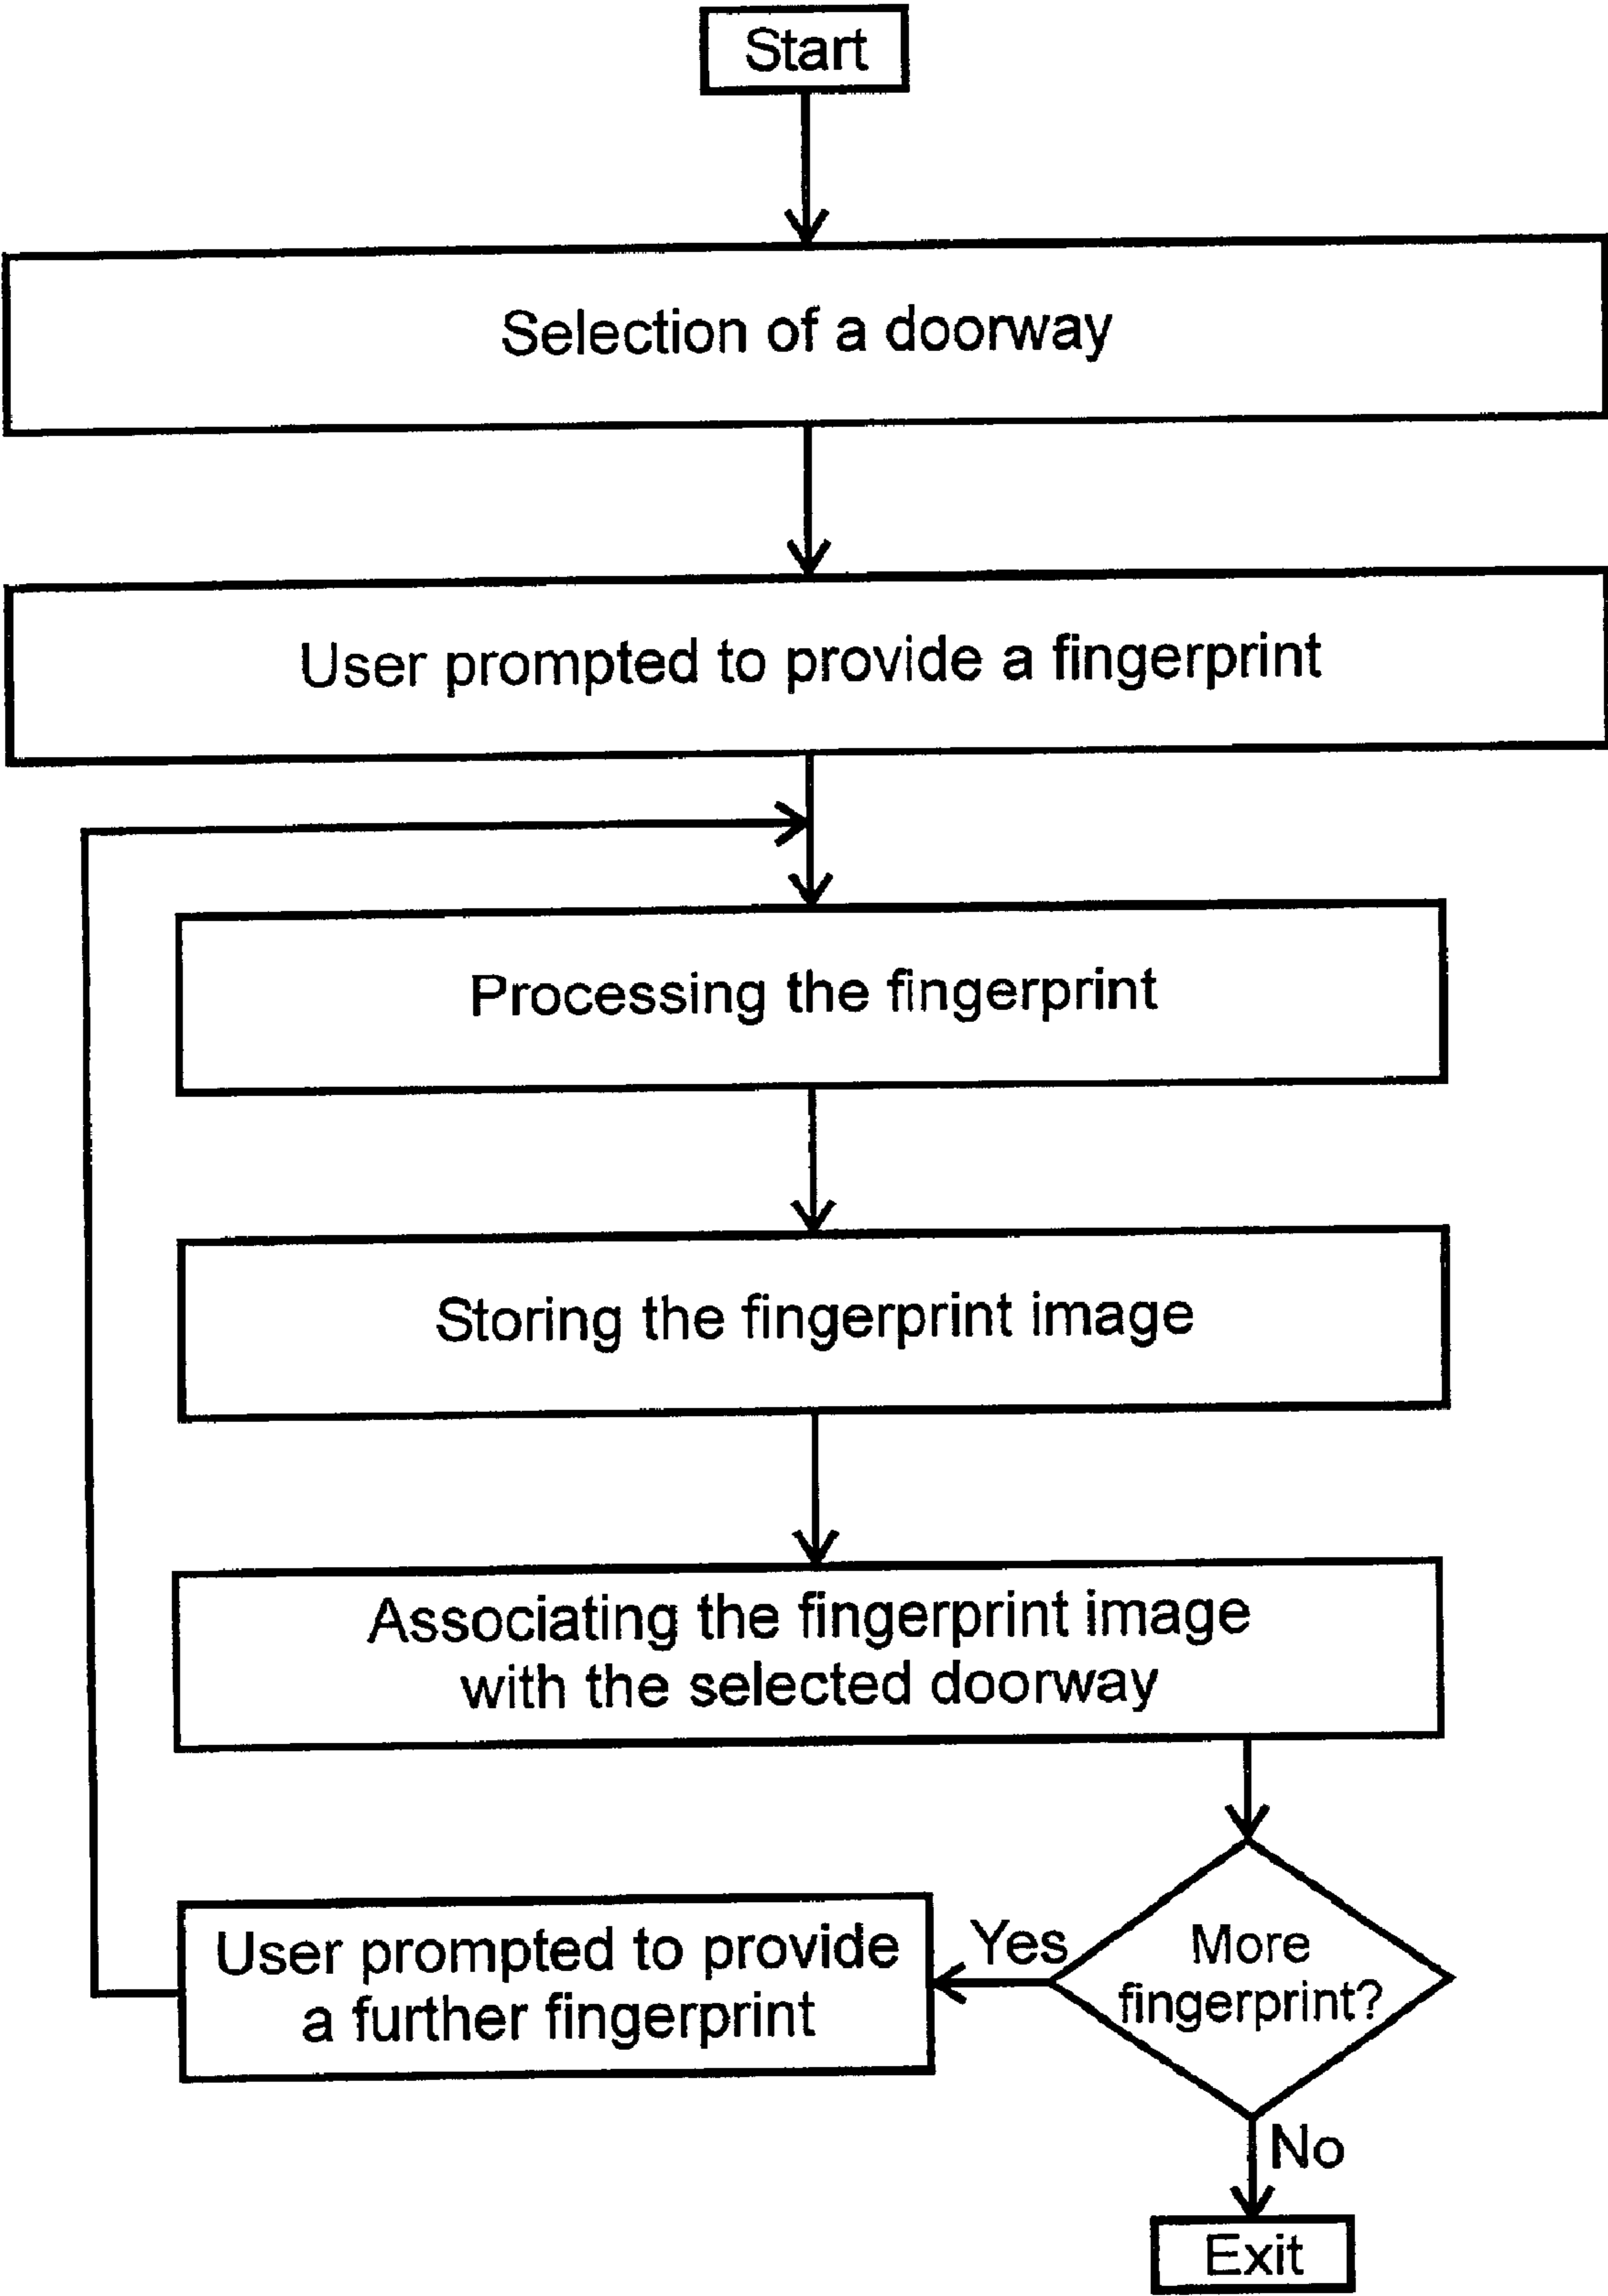 Start
Selection of a doorway
User prompted to provide a fingerprint
Processing the fingerprint
Storing the fingerprint image
Associating the fingerprint image
with the selected doorway
User prompted to provide
a further fingerprint
Yes
More
fingerprint?
No
Exit